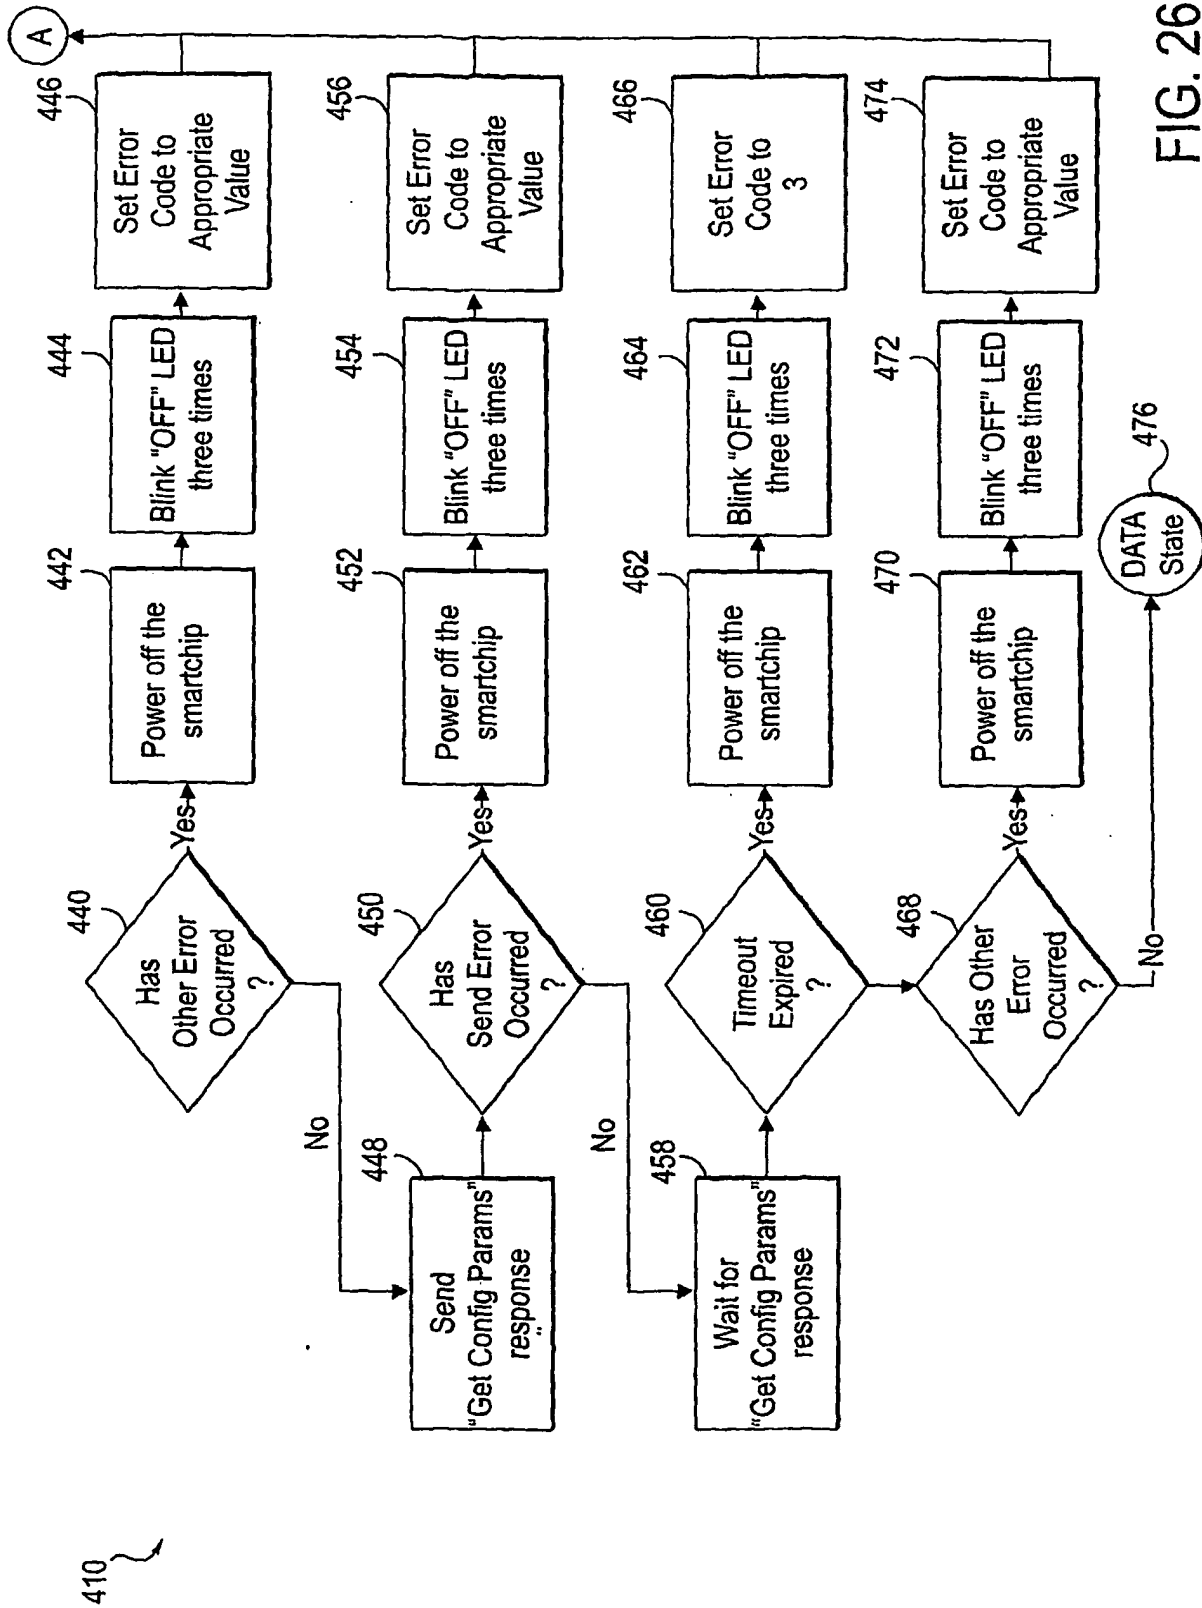 410
440
Has
Other Error
Occurred
?
Yes
442
Power off the
smartchip
444
Blink "OFF" LED
three times
446
Set Error
Code to
Appropriate
Value
A
No
448
Send
"Get Config Params"
response
450
Has
Send Error
Occurred
?
Yes
452
Power off the
smartchip
454
Blink "OFF" LED
three times
456
Set Error
Code to
Appropriate
Value
No
458
Wait for
"Get Config Params"
response
460
Timeout
Expired
?
Yes
462
Power off the
smartchip
464
Blink "OFF" LED
three times
466
Set Error
Code to
3
468
Has Other
Error
Occurred
?
Yes
470
Power off the
smartchip
472
Blink "OFF" LED
three times
474
Set Error
Code to
Appropriate
Value
No
476
DATA
State
FIG. 26